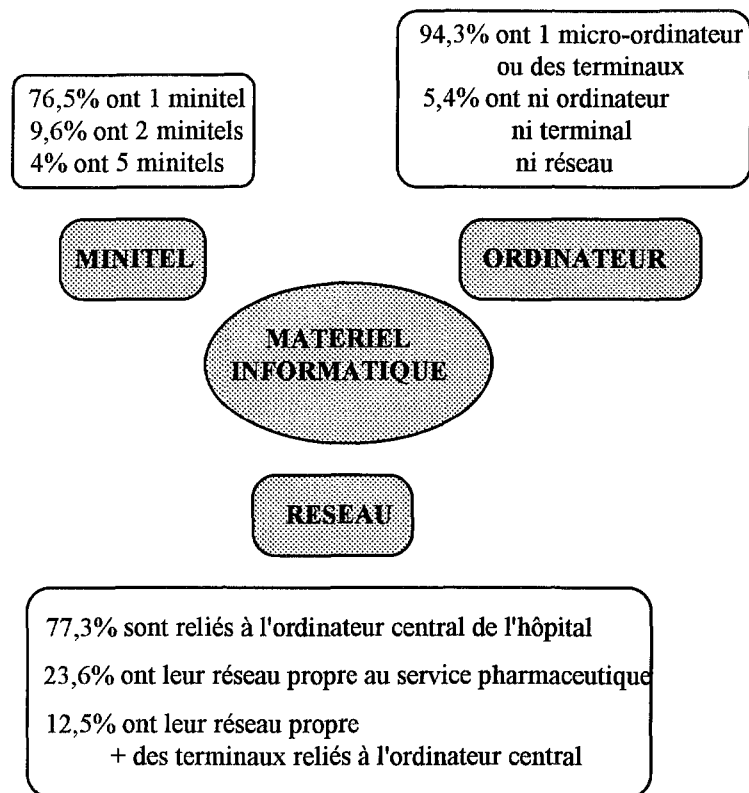 76,5% ont 1 minitel
9,6% ont 2 minitels
4% ont 5 minitels
94,3% ont 1 micro-ordinateur
ou des terminaux
5,4% ont ni ordinateur
ni terminal
ni réseau
MINITEL
ORDINATEUR
MATERIEL
INFORMATIQUE
RESEAU
77,3% sont reliés à l'ordinateur central de l'hôpital
23,6% ont leur réseau propre au service pharmaceutique
12,5% ont leur réseau propre
+ des terminaux reliés à l'ordinateur central